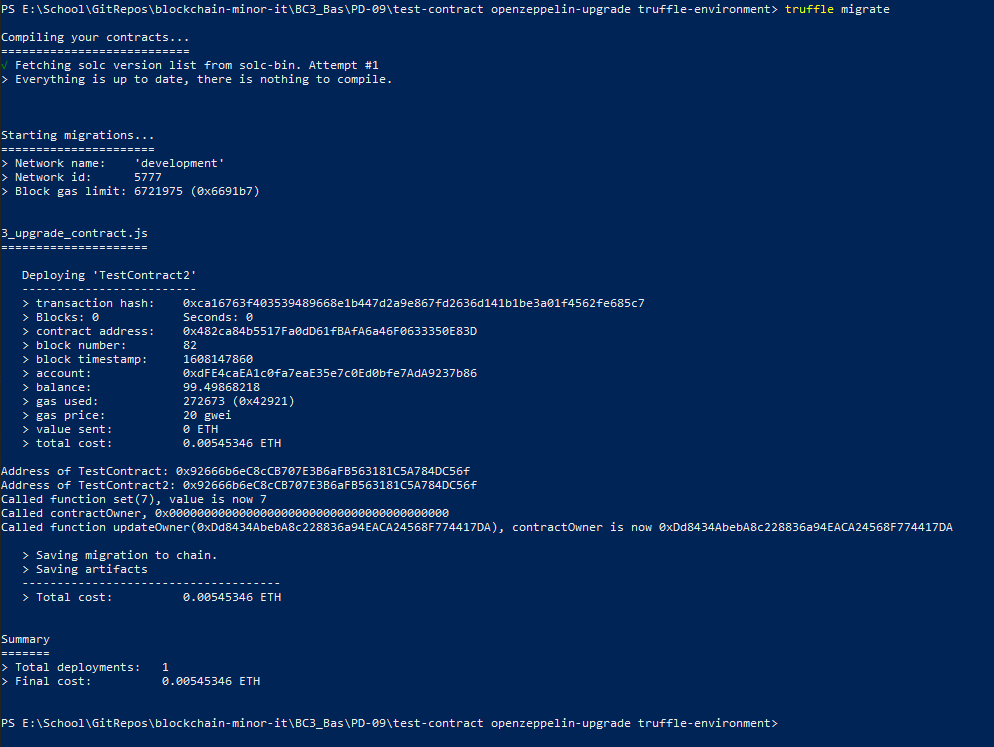 PS E:\School\GitRepos\blockchain-minor-it\BC3_Bas\PD-09\test-contract openzeppelin-upgrade truffle-environment> truffle migrate
Compiling your contracts...
===========================
√ Fetching solc version list from solc-bin. Attempt #1
> Everything is up to date, there is nothing to compile.
Starting migrations...
======================
> Network name:    'development'
> Network id:      5777
> Block gas limit: 6721975 (0x6691b7)
3_upgrade_contract.js
=====================
   Deploying 'TestContract2'
   -------------------------
   > transaction hash:    0xca16763f403539489668e1b447d2a9e867fd2636d141b1be3a01f4562fe685c7
   > Blocks: 0            Seconds: 0
   > contract address:    0x482ca84b5517Fa0dD61fBAfA6a46F0633350E83D
   > block number:        82
   > block timestamp:     1608147860
   > account:             0xdFE4caEA1c0fa7eaE35e7c0Ed0bfe7AdA9237b86
   > balance:             99.49868218
   > gas used:            272673 (0x42921)
   > gas price:           20 gwei
   > value sent:          0 ETH
   > total cost:          0.00545346 ETH
Address of TestContract: 0x92666b6eC8cCB707E3B6aFB563181C5A784DC56f
Address of TestContract2: 0x92666b6eC8cCB707E3B6aFB563181C5A784DC56f
Called function set(7), value is now 7
Called contractOwner, 0x0000000000000000000000000000000000000000
Called function updateOwner(0xDd8434AbebA8c228836a94EACA24568F774417DA), contractOwner is now 0xDd8434AbebA8c228836a94EACA24568F774417DA
   > Saving migration to chain.
   > Saving artifacts
   -------------------------------------
   > Total cost:          0.00545346 ETH
Summary
=======
> Total deployments:   1
> Final cost:          0.00545346 ETH
PS E:\School\GitRepos\blockchain-minor-it\BC3_Bas\PD-09\test-contract openzeppelin-upgrade truffle-environment>